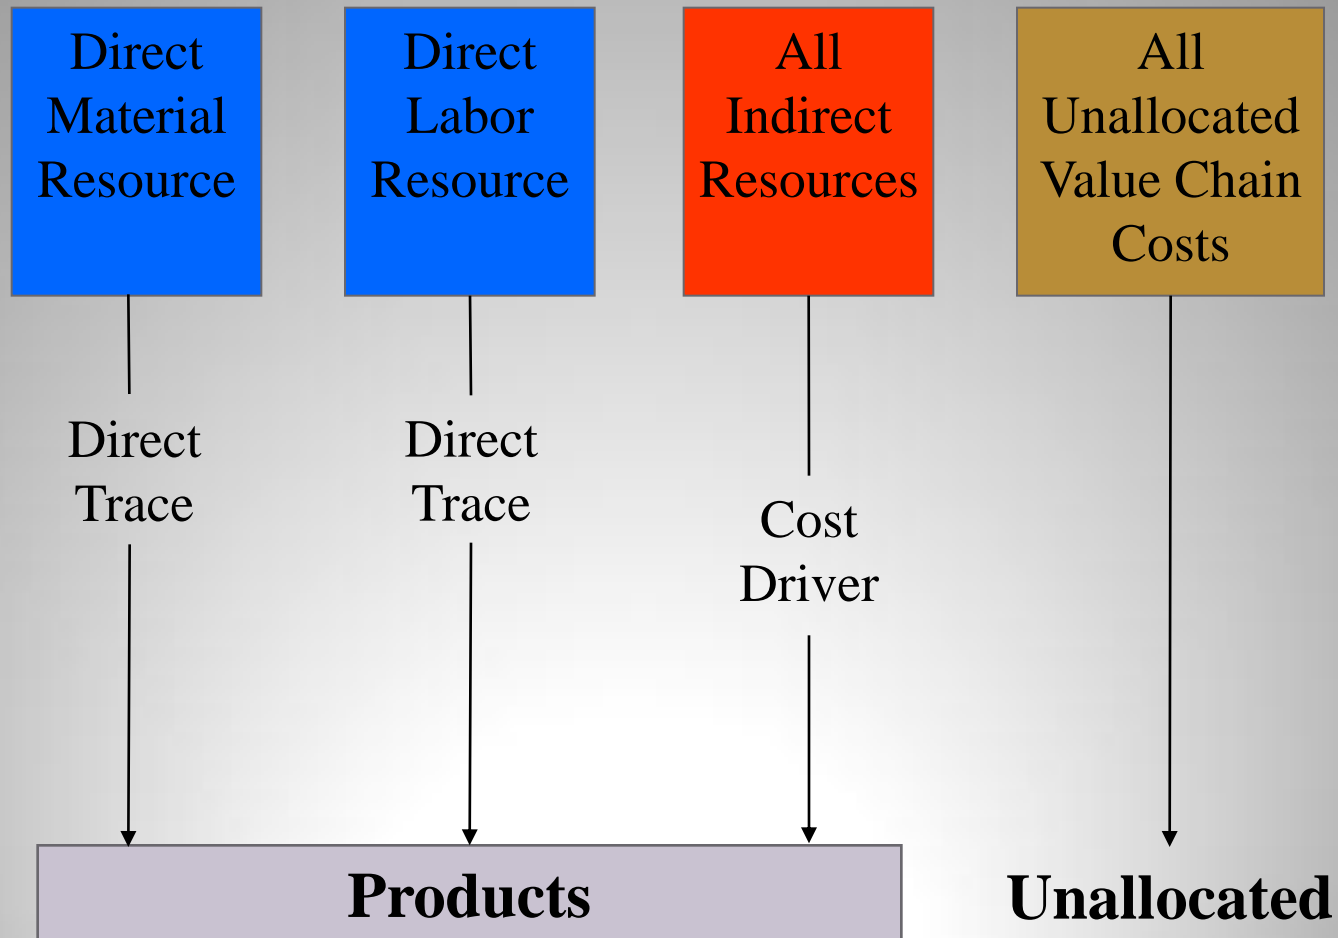 Direct
Material
Resource
Direct
Labor
Resource
All
Indirect
Resources
All
Unallocated
Value Chain
Costs
Direct
Trace
Direct
Trace
Cost
Driver
Products
Unallocated